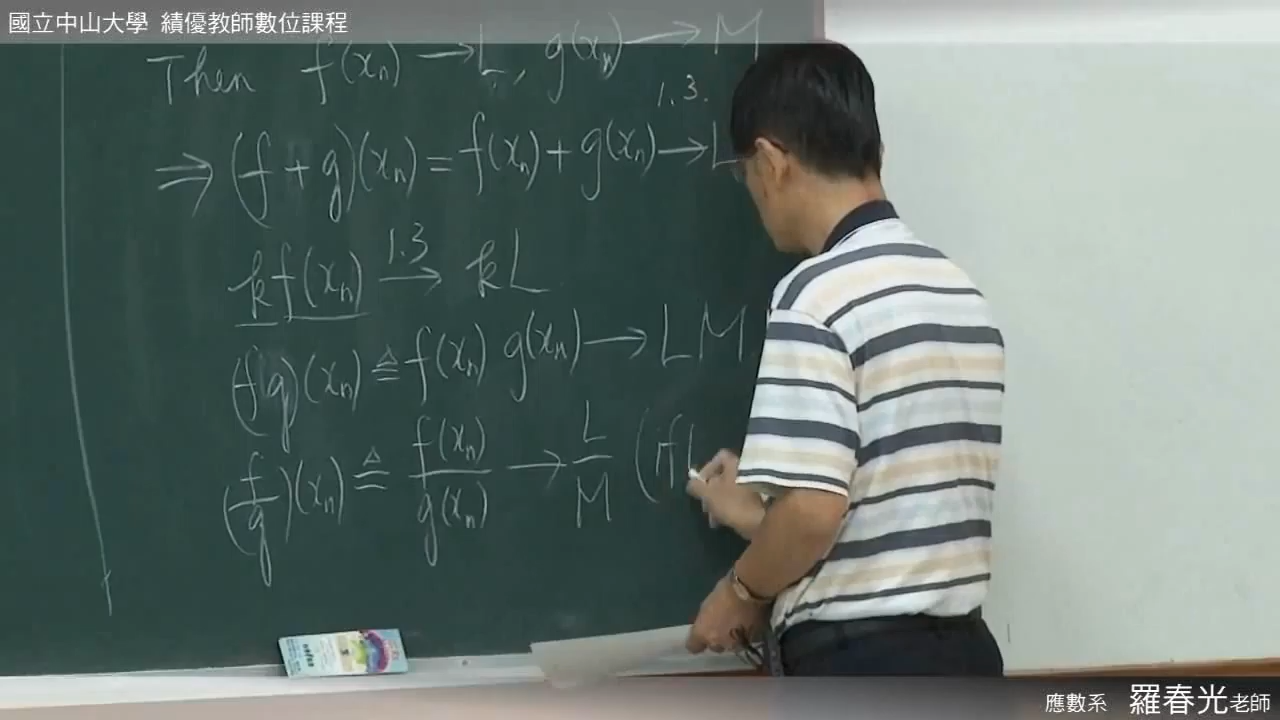 國立中山大學 績優教師數位課程
Then f(xₙ) → L, g(xₙ) → M
1.3.
⇒ (f + g)(xₙ) = f(xₙ) + g(xₙ) → L
1.3
kf(xₙ) → kL
(fg)(xₙ) ≜ f(xₙ) g(xₙ) → LM
(f/g)(xₙ) ≜ f(xₙ)/g(xₙ) → L/M (if
應數系 羅春光老師